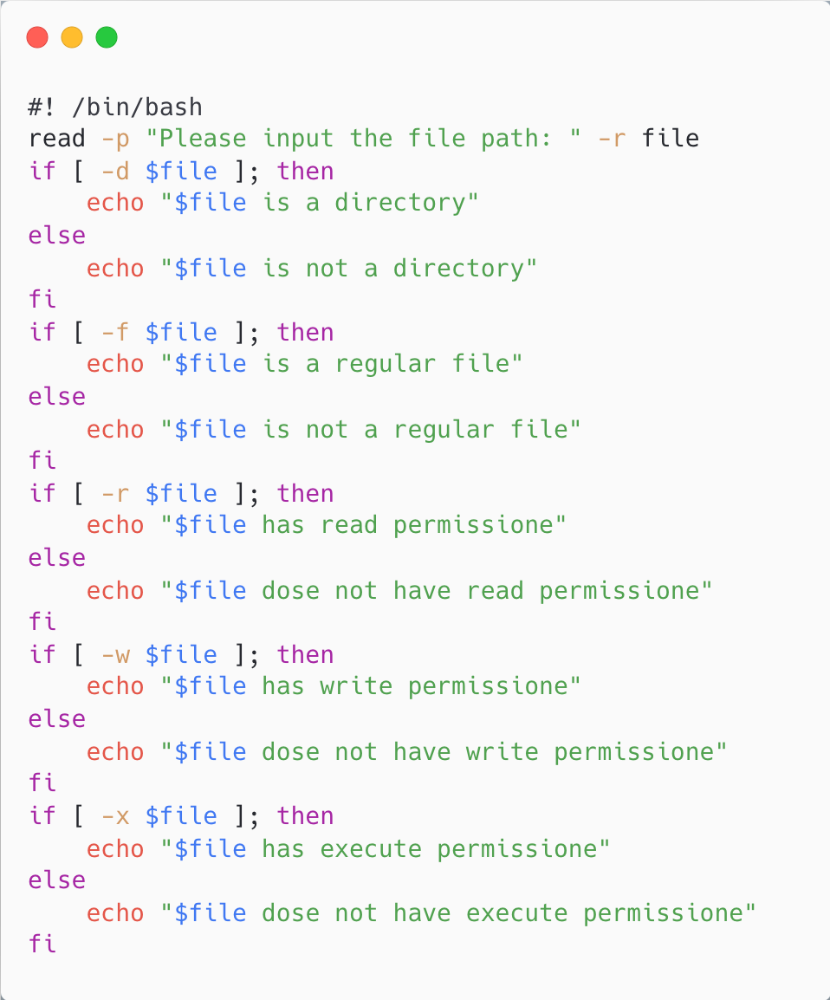 #! /bin/bash
read -p "Please input the file path: " -r file
if [ -d $file ]; then
    echo "$file is a directory"
else
    echo "$file is not a directory"
fi
if [ -f $file ]; then
    echo "$file is a regular file"
else
    echo "$file is not a regular file"
fi
if [ -r $file ]; then
    echo "$file has read permissione"
else
    echo "$file dose not have read permissione"
fi
if [ -w $file ]; then
    echo "$file has write permissione"
else
    echo "$file dose not have write permissione"
fi
if [ -x $file ]; then
    echo "$file has execute permissione"
else
    echo "$file dose not have execute permissione"
fi